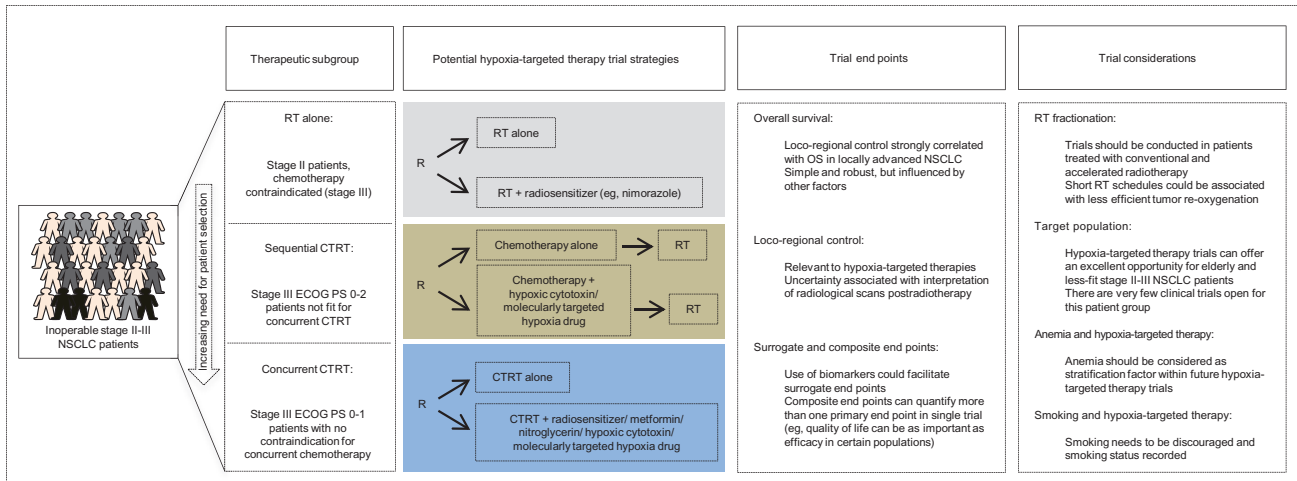 Therapeutic subgroup
Potential hypoxia-targeted therapy trial strategies
Trial end points
Trial considerations
Inoperable stage II-III
NSCLC patients
Increasing need for patient selection
RT alone:
Stage II patients,
chemotherapy
contraindicated (stage III)
Sequential CTRT:
Stage III ECOG PS 0-2
patients not fit for
concurrent CTRT
Concurrent CTRT:
Stage III ECOG PS 0-1
patients with no
contraindication for
concurrent chemotherapy
R
RT alone
RT + radiosensitizer (eg, nimorazole)
R
Chemotherapy alone
RT
Chemotherapy +
hypoxic cytotoxin/
molecularly targeted
hypoxia drug
RT
R
CTRT alone
CTRT + radiosensitizer/ metformin/
nitroglycerin/ hypoxic cytotoxin/
molecularly targeted hypoxia drug
Overall survival:
Loco-regional control strongly correlated
with OS in locally advanced NSCLC
Simple and robust, but influenced by
other factors
Loco-regional control:
Relevant to hypoxia-targeted therapies
Uncertainty associated with interpretation
of radiological scans postradiotherapy
Surrogate and composite end points:
Use of biomarkers could facilitate
surrogate end points
Composite end points can quantify more
than one primary end point in single trial
(eg, quality of life can be as important as
efficacy in certain populations)
RT fractionation:
Trials should be conducted in patients
treated with conventional and
accelerated radiotherapy
Short RT schedules could be associated
with less efficient tumor re-oxygenation
Target population:
Hypoxia-targeted therapy trials can offer
an excellent opportunity for elderly and
less-fit stage II-III NSCLC patients
There are very few clinical trials open for
this patient group
Anemia and hypoxia-targeted therapy:
Anemia should be considered as
stratification factor within future hypoxia-
targeted therapy trials
Smoking and hypoxia-targeted therapy:
Smoking needs to be discouraged and
smoking status recorded